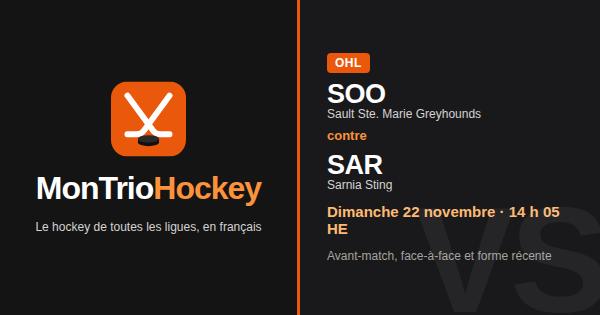 MonTrioHockey
Le hockey de toutes les ligues, en français
OHL
SOO
Sault Ste. Marie Greyhounds
contre
SAR
Sarnia Sting
Dimanche 22 novembre · 14 h 05
HE
Avant-match, face-à-face et forme récente
VS